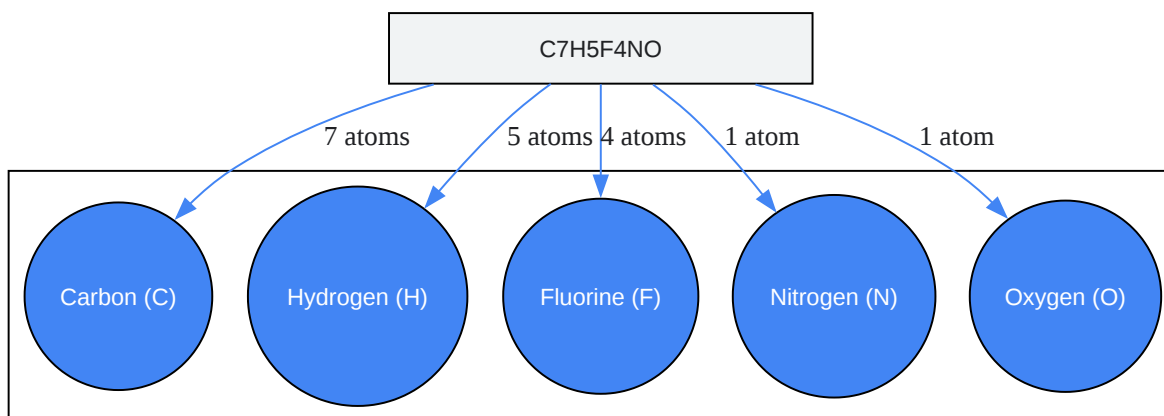 C7H5F4NO
7 atoms
5 atoms
4 atoms
1 atom
1 atom
Carbon (C)
Hydrogen (H)
Fluorine (F)
Nitrogen (N)
Oxygen (O)